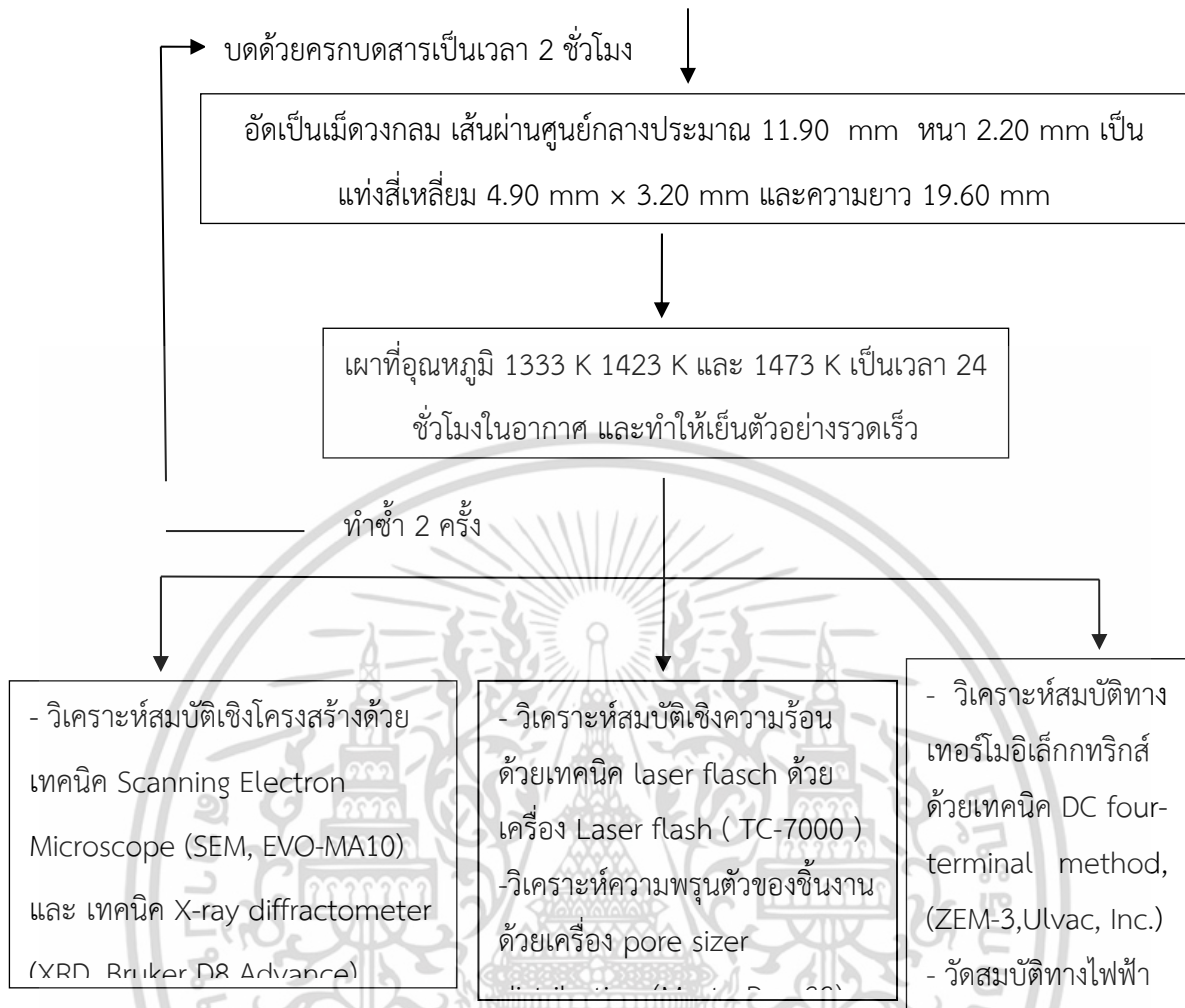 บดด้วยครกบดสารเป็นเวลา 2 ชั่วโมง
อัดเป็นเม็ดวงกลม เส้นผ่านศูนย์กลางประมาณ 11.90 mm หนา 2.20 mm เป็น
แท่งสี่เหลี่ยม 4.90 mm × 3.20 mm และความยาว 19.60 mm
เผาที่อุณหภูมิ 1333 K 1423 K และ 1473 K เป็นเวลา 24
ชั่วโมงในอากาศ และทำให้เย็นตัวอย่างรวดเร็ว
ทำซ้ำ 2 ครั้ง
- วิเคราะห์สมบัติเชิงโครงสร้างด้วย
เทคนิค Scanning Electron
Microscope (SEM, EVO-MA10)
และ เทคนิค X-ray diffractometer
(XRD, Bruker D8 Advance)
- วิเคราะห์สมบัติเชิงความร้อน
ด้วยเทคนิค laser flasch ด้วย
เครื่อง Laser flash ( TC-7000 )
-วิเคราะห์ความพรุนตัวของชิ้นงาน
ด้วยเครื่อง pore sizer
- วิเคราะห์สมบัติทาง
เทอร์โมอิเล็กกทริกส์
ด้วยเทคนิค DC four-
terminal method,
(ZEM-3,Ulvac, Inc.)
- วัดสมบัติทางไฟฟ้า